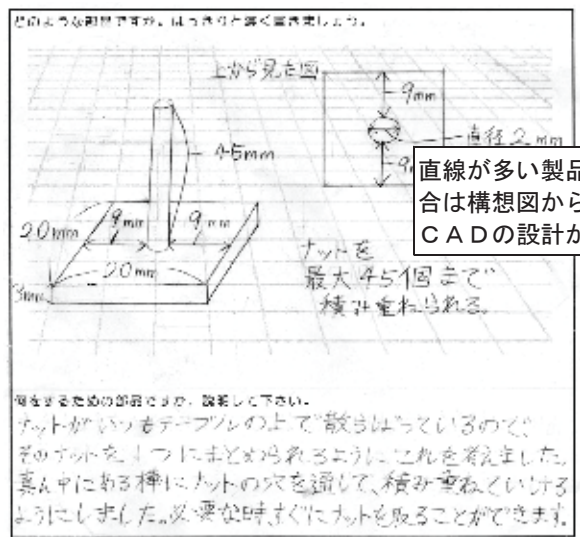 どのような部品ですか。はっきりと濃く書きましょう。
上から見た図
9mm
直径2mm
9
45mm
20mm
9mm
9mm
20mm
3mm
ナットを
最大45個まで
積み重ねられる。
直線が多い製品
合は構想図から
CADの設計か
何をするための部品ですか、説明して下さい。
ナットがいつもテーブルの上で散らばっているので、
そのナットを1つにまとめられるようにこれを考えました。
真ん中にある棒にナットの穴を通して、積み重ねていける
ようにしました。必要な時、すぐにナットを取ることができます。